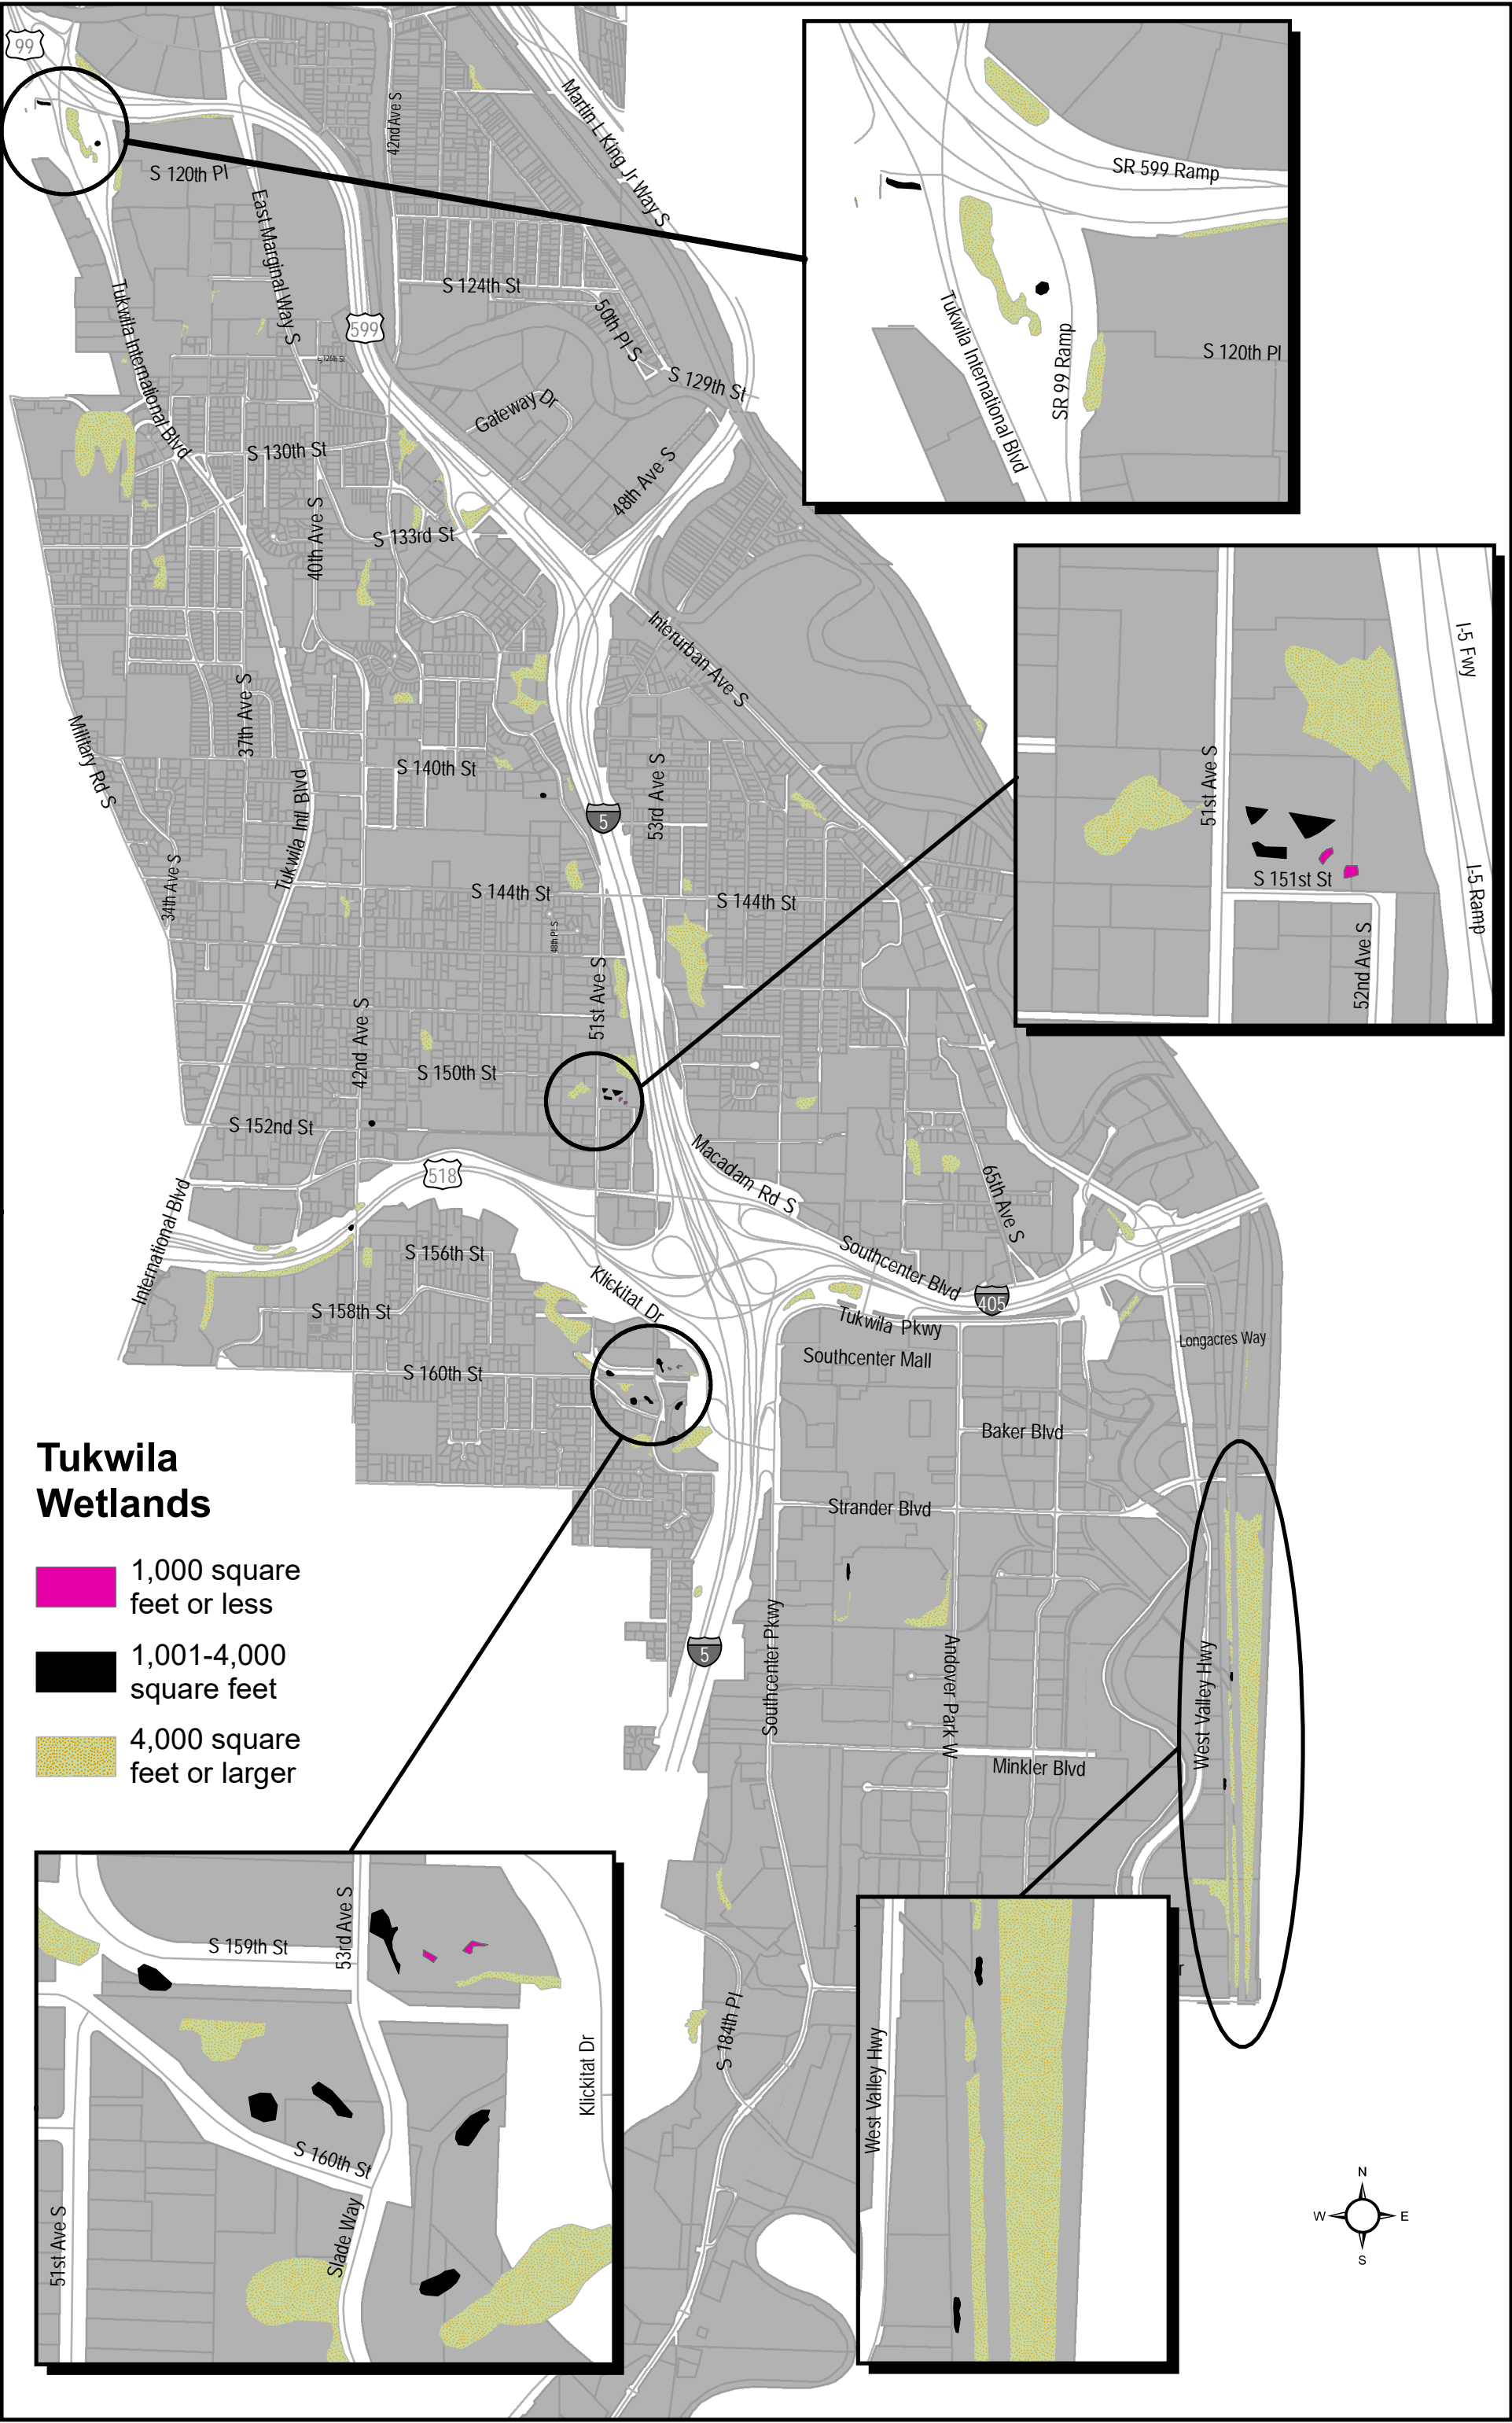 99
42nd Ave S
Martin L King Jr Way S
S 120th Pl
East Marginal Way S
S 124th St
50th Pl S
599
S 126th St
S 129th St
Tukwila International Blvd
Gateway Dr
S 130th St
48th Ave S
40th Ave S
S 133rd St
Interurban Ave S
37th Ave S
Military Rd S
S 140th St
53rd Ave S
Tukwila Intl Blvd
5
34th Ave S
S 144th St
S 144th St
48th Pl S
51st Ave S
42nd Ave S
S 150th St
S 152nd St
Macadam Rd S
518
65th Ave S
International Blvd
S 156th St
Southcenter Blvd
Klickitat Dr
405
S 158th St
Tukwila Pkwy
Longacres Way
Southcenter Mall
S 160th St
Baker Blvd
Strander Blvd
Southcenter Pkwy
5
Andover Park W
West Valley Hwy
Minkler Blvd
S 184th Pl
r
SR 599 Ramp
Tukwila International Blvd
SR 99 Ramp
S 120th Pl
I-5 Fwy
51st Ave S
S 151st St
I-5 Ramp
52nd Ave S
Tukwila
Wetlands
1,000 square
feet or less
1,001-4,000
square feet
4,000 square
feet or larger
53rd Ave S
S 159th St
Klickitat Dr
S 160th St
51st Ave S
Slade Way
West Valley Hwy
N
W
E
S